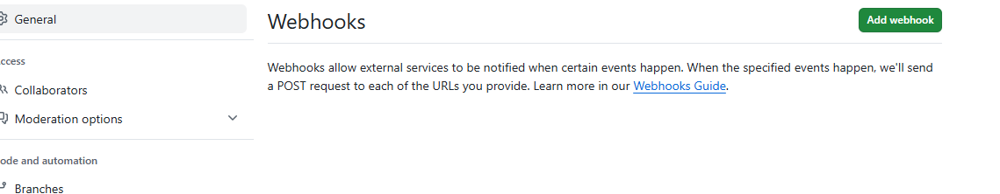 General
Webhooks
Add webhook
Webhooks allow external services to be notified when certain events happen. When the specified events happen, we'll send
a POST request to each of the URLs you provide. Learn more in our Webhooks Guide.
ccess
Collaborators
Moderation options
ode and automation
Branches